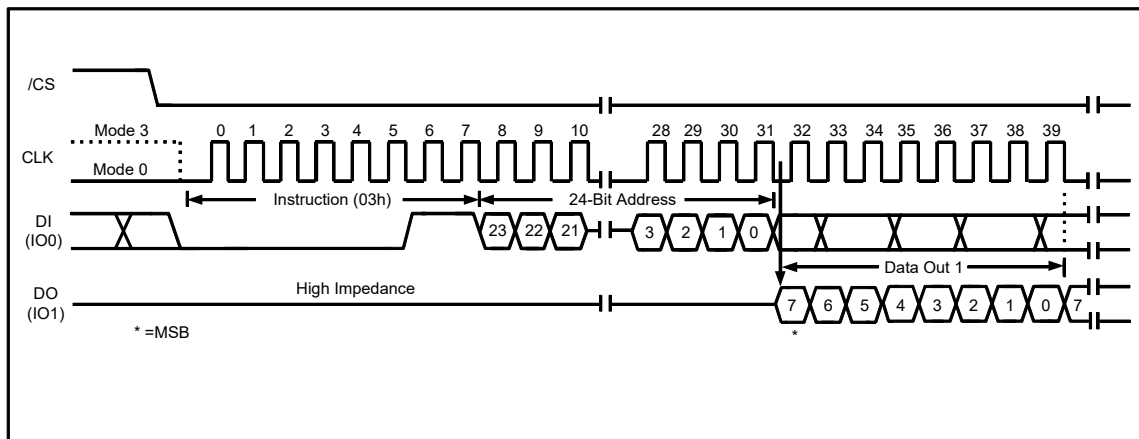 /CS
Mode 3 0 1 2 3 4 5 6 7 8 9 10 28 29 30 31 32 33 34 35 36 37 38 39
CLK
Mode 0
Instruction (03h) 24-Bit Address
DI
(IO0)
23 22 21 3 2 1 0
Data Out 1
High Impedance
DO
(IO1)
7 6 5 4 3 2 1 0 7
* =MSB *